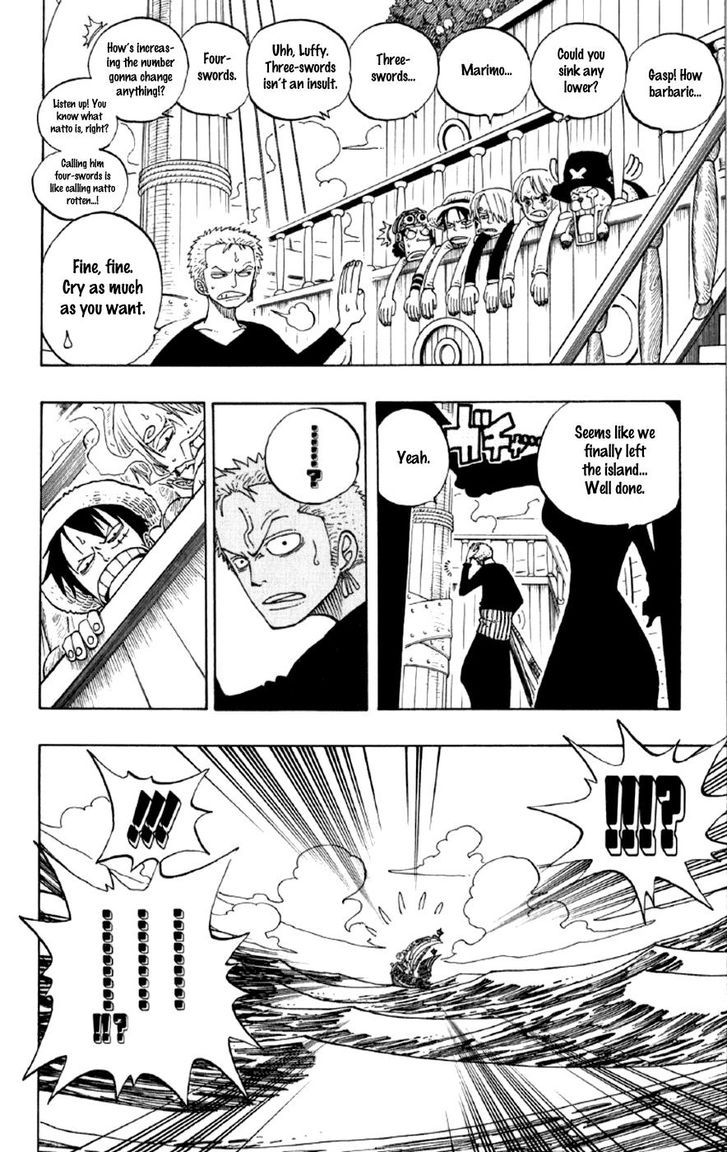 Gasp! How
barbaric...
Could you
sink any
lower?
Marimo...
Three-
swords...
Uhh, Luffy.
Three-swords
isn't an insult.
Four-
swords.
How's increas-
ing the number
gonna change
anything!?
Listen up! You
know what
natto is, right?
Calling him
four-swords is
like calling natto
rotten...!
Fine, fine.
Cry as much
as you want.
Seems like we
finally left
the island...
Well done.
ガチャ...
Yeah.
......?
!!!!?
!!!
!!?